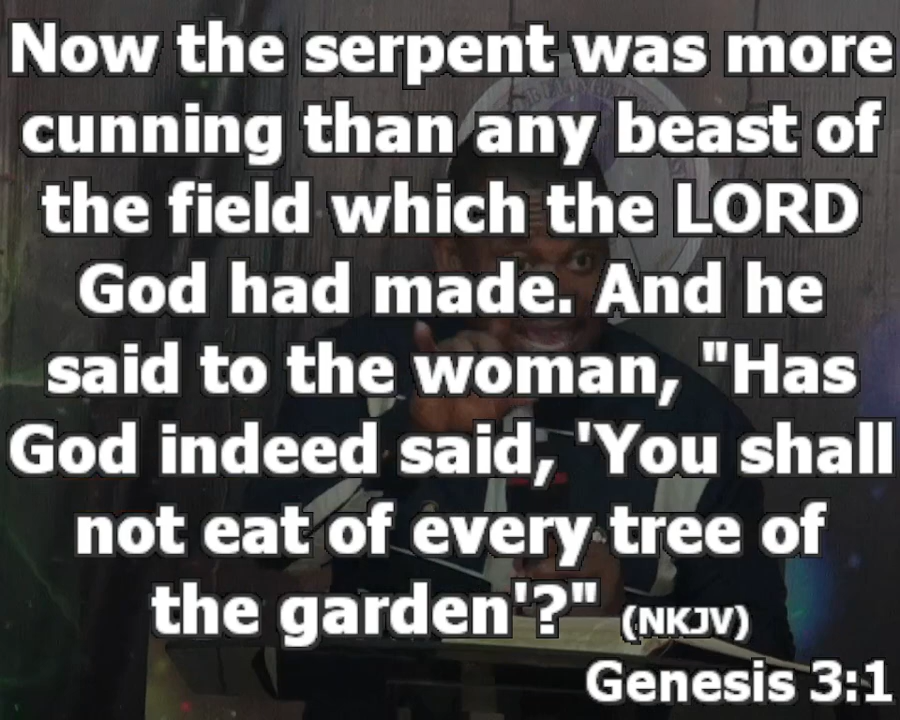 Now the serpent was more
cunning than any beast of
the field which the LORD
God had made. And he
said to the woman, "Has
God indeed said, 'You shall
not eat of every tree of
the garden'?" (NKJV)
Genesis 3:1